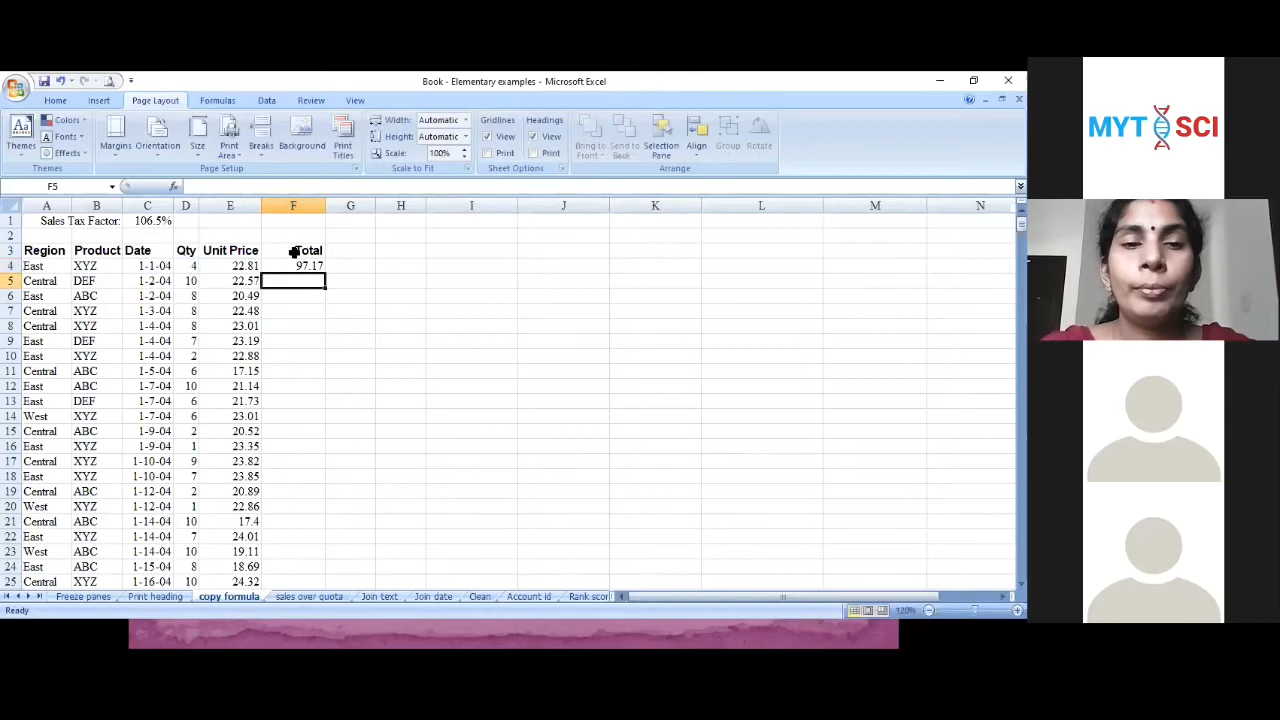 Book - Elementary examples - Microsoft Excel
Home Insert Page Layout Formulas Data Review View
Themes Colors Fonts Effects Themes
Margins Orientation Size Print Area Breaks Background Print Titles Page Setup
Width: Automatic
Height: Automatic
Scale: 100%
Scale to Fit
Gridlines Headings
View View
Print Print
Sheet Options
Bring to Front Send to Back Selection Pane Align Group Rotate
Arrange
F5 fx
A B C D E F G H I J K L M N
1 Sales Tax Factor: 106.5%
2
3 Region Product Date Qty Unit Price Total
4 East XYZ 1-1-04 4 22.81 97.17
5 Central DEF 1-2-04 10 22.57
6 East ABC 1-2-04 8 20.49
7 Central XYZ 1-3-04 8 22.48
8 Central XYZ 1-4-04 8 23.01
9 East DEF 1-4-04 7 23.19
10 East XYZ 1-4-04 2 22.88
11 Central ABC 1-5-04 6 17.15
12 East ABC 1-7-04 10 21.14
13 East DEF 1-7-04 6 21.73
14 West XYZ 1-7-04 6 23.01
15 Central ABC 1-9-04 2 20.52
16 East XYZ 1-9-04 1 23.35
17 Central XYZ 1-10-04 9 23.82
18 East XYZ 1-10-04 7 23.85
19 Central ABC 1-12-04 2 20.89
20 West XYZ 1-12-04 1 22.86
21 Central ABC 1-14-04 10 17.4
22 East XYZ 1-14-04 7 24.01
23 West ABC 1-14-04 10 19.11
24 East ABC 1-15-04 8 18.69
25 Central XYZ 1-16-04 10 24.32
Freeze panes Print heading copy formula sales over quota Join text Join date Clean Account id Rank scor
Ready 120%
MYT SCI